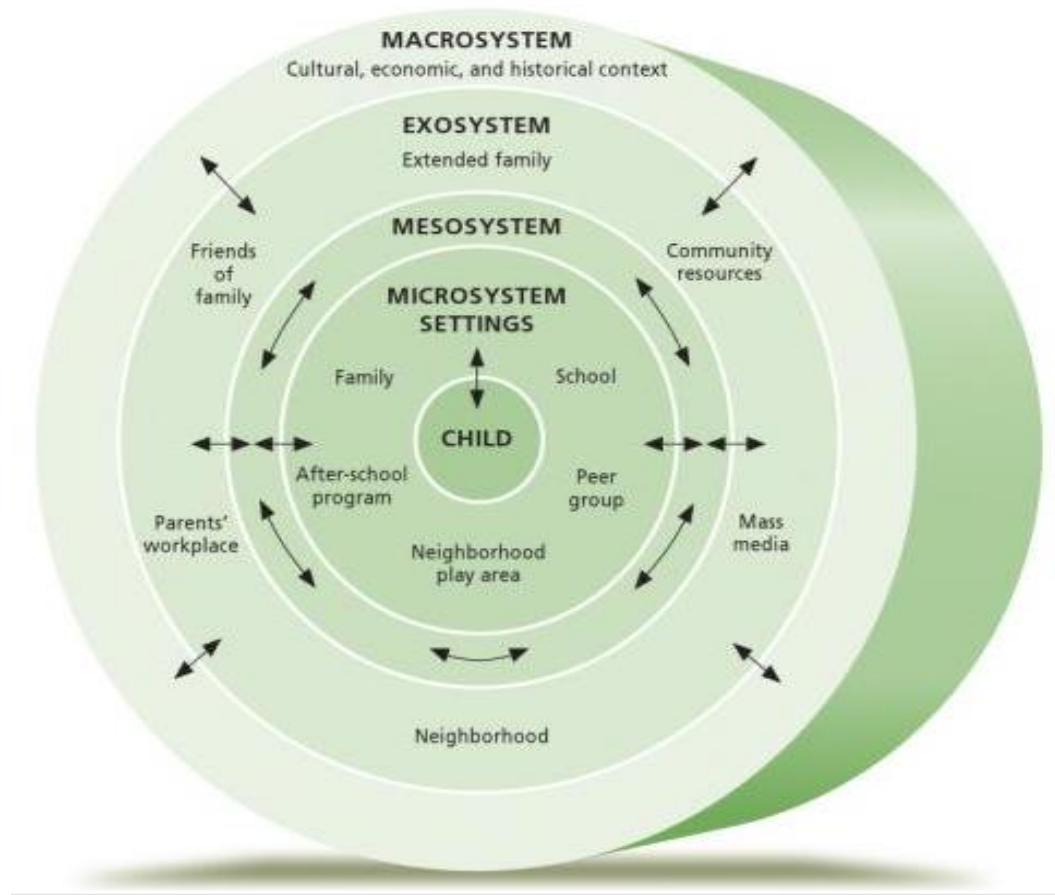 MACROSYSTEM
Cultural, economic, and historical context
EXOSYSTEM
Extended family
MESOSYSTEM
Friends
of
family
Community
resources
MICROSYSTEM
SETTINGS
Family
School
CHILD
After-school
program
Peer
group
Parents’
workplace
Mass
media
Neighborhood
play area
Neighborhood